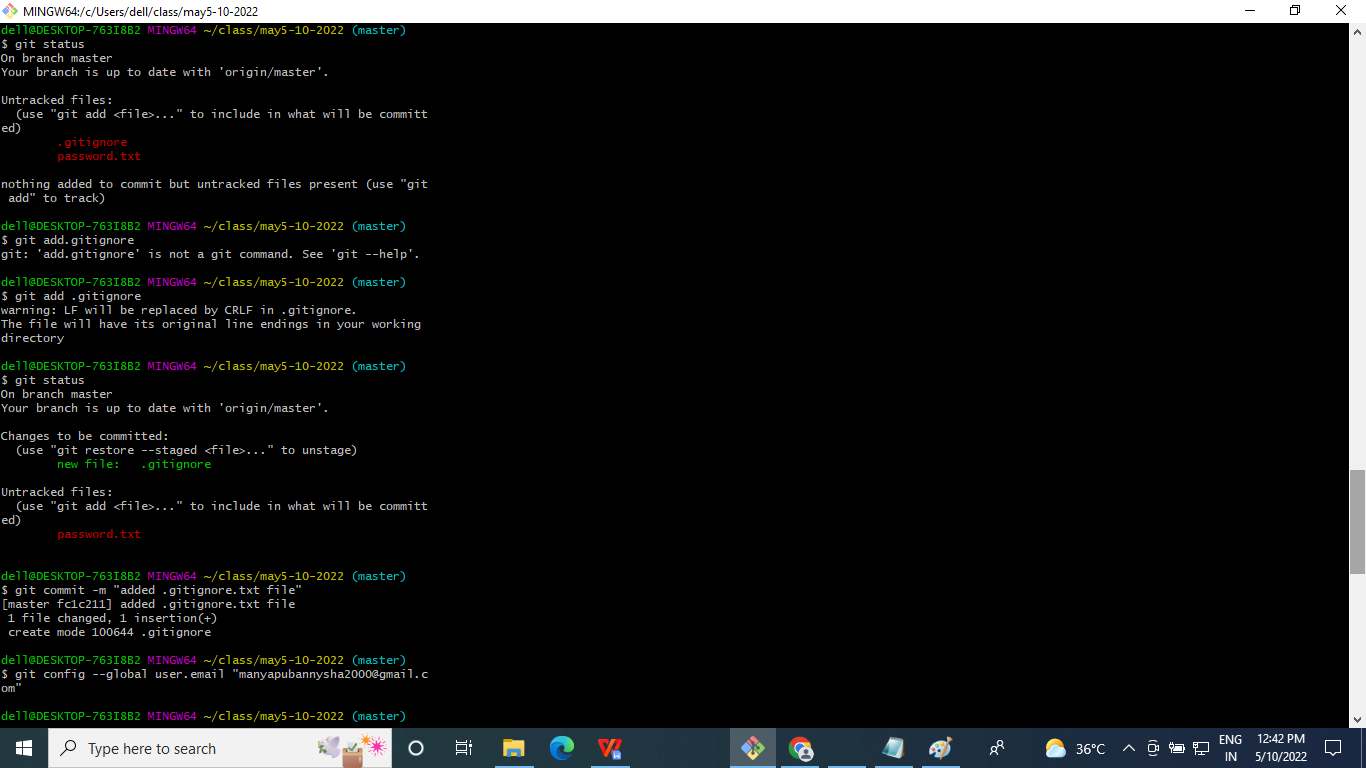 MINGW64:/c/Users/dell/class/may5-10-2022
dell@DESKTOP-763I8B2 MINGW64 ~/class/may5-10-2022 (master)
$ git status
On branch master
Your branch is up to date with 'origin/master'.
Untracked files:
  (use "git add <file>..." to include in what will be committ
ed)
        .gitignore
        password.txt
nothing added to commit but untracked files present (use "git
 add" to track)
dell@DESKTOP-763I8B2 MINGW64 ~/class/may5-10-2022 (master)
$ git add.gitignore
git: 'add.gitignore' is not a git command. See 'git --help'.
dell@DESKTOP-763I8B2 MINGW64 ~/class/may5-10-2022 (master)
$ git add .gitignore
warning: LF will be replaced by CRLF in .gitignore.
The file will have its original line endings in your working
directory
dell@DESKTOP-763I8B2 MINGW64 ~/class/may5-10-2022 (master)
$ git status
On branch master
Your branch is up to date with 'origin/master'.
Changes to be committed:
  (use "git restore --staged <file>..." to unstage)
        new file:   .gitignore
Untracked files:
  (use "git add <file>..." to include in what will be committ
ed)
        password.txt
dell@DESKTOP-763I8B2 MINGW64 ~/class/may5-10-2022 (master)
$ git commit -m "added .gitignore.txt file"
[master fc1c211] added .gitignore.txt file
 1 file changed, 1 insertion(+)
 create mode 100644 .gitignore
dell@DESKTOP-763I8B2 MINGW64 ~/class/may5-10-2022 (master)
$ git config --global user.email "manyapubannysha2000@gmail.c
om"
dell@DESKTOP-763I8B2 MINGW64 ~/class/may5-10-2022 (master)
Type here to search
36°C
ENG
IN
12:42 PM
5/10/2022